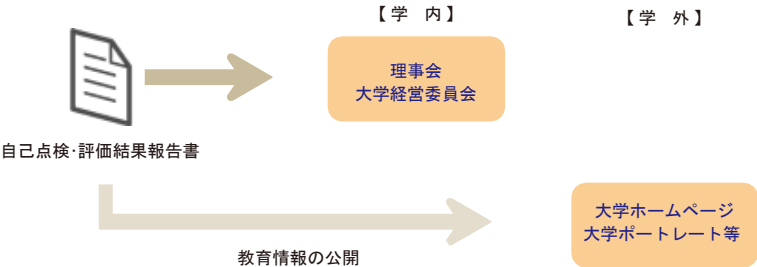 【学　内】
【学　外】
理事会
大学経営委員会
自己点検・評価結果報告書
大学ホームページ
大学ポートレート等
教育情報の公開